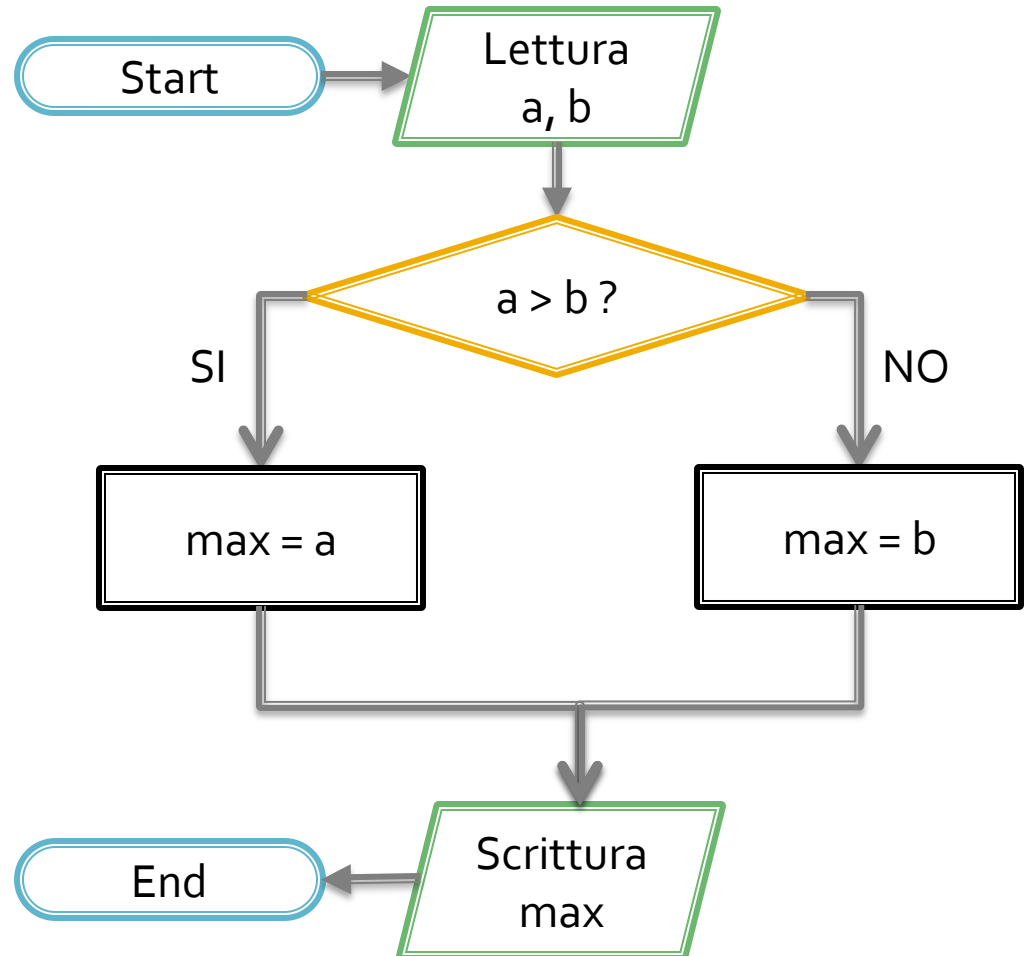 Start
Lettura
a, b
a > b ?
SI
NO
max = a
max = b
Scrittura
max
End